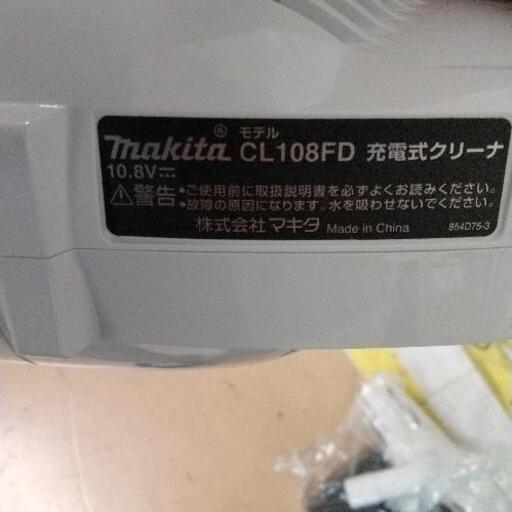 makita® モデル CL108FD 充電式クリーナ
10.8V⎓
⚠警告 •ご使用前に取扱説明書を必ずよくお読みください。
•故障の原因になります。水を吸わせないでください。
株式会社マキタ Made in China 854D75-3